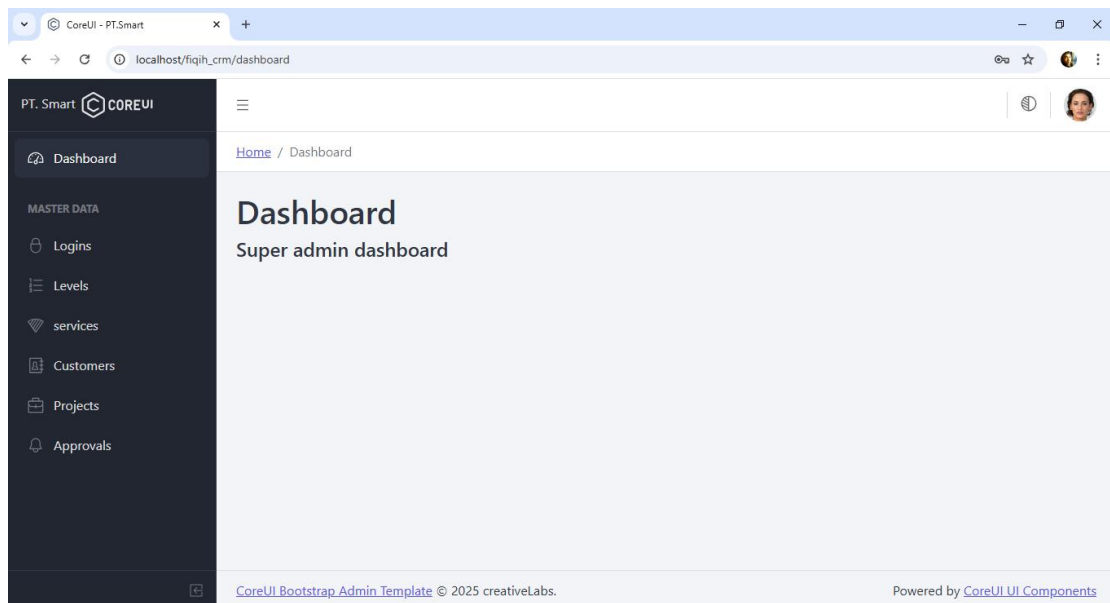 CoreUI - PT.Smart
localhost/fiqih_crm/dashboard
PT. Smart COREUI
Dashboard
MASTER DATA
Logins
Levels
services
Customers
Projects
Approvals
Home / Dashboard
Dashboard
Super admin dashboard
CoreUI Bootstrap Admin Template © 2025 creativeLabs.
Powered by CoreUI UI Components